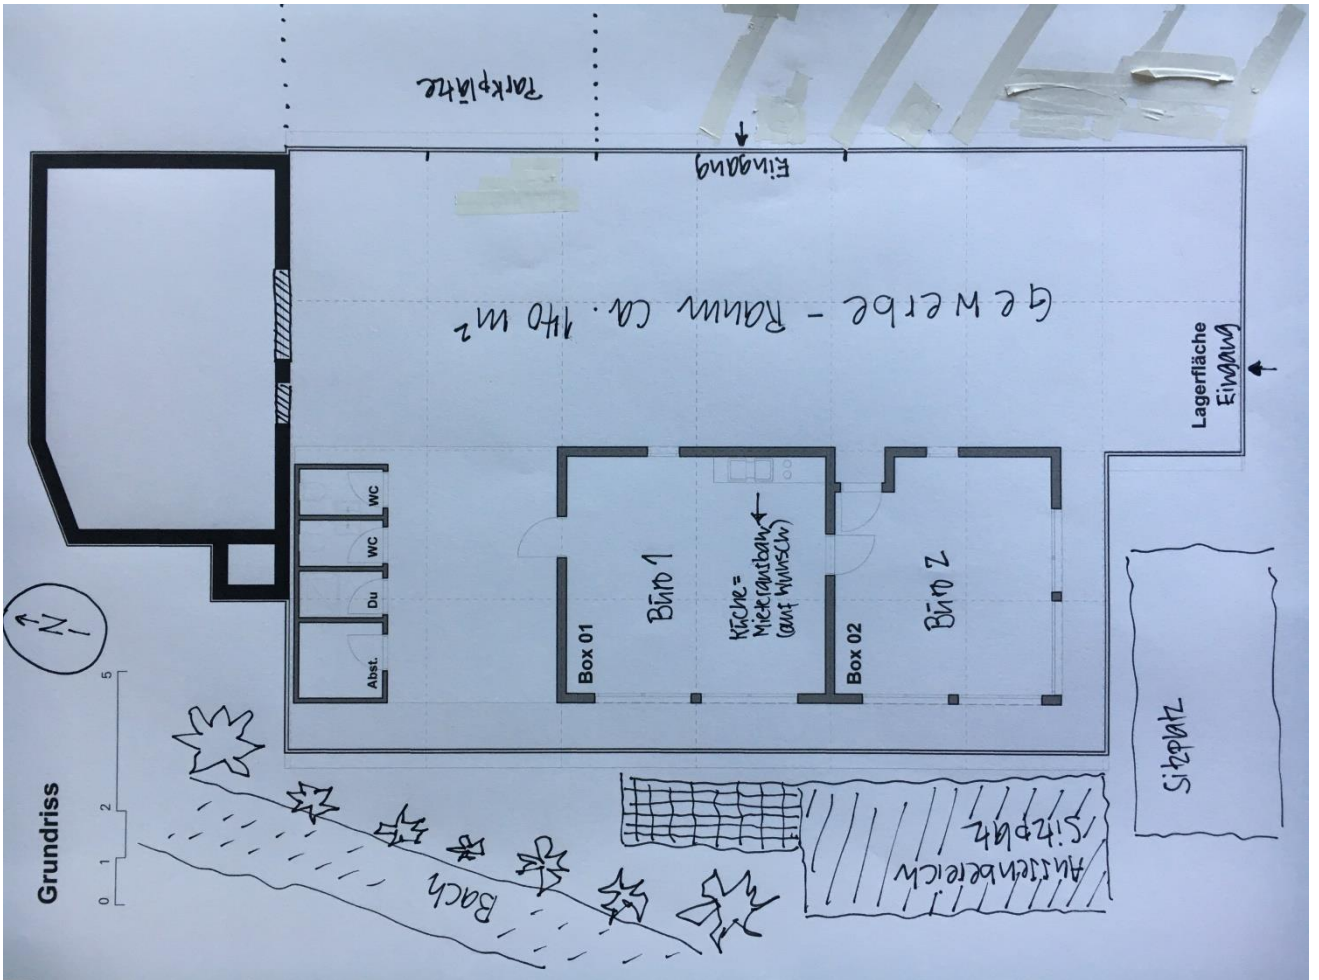 Parkplätze
Eingang
Gewerbe - Raum ca. 140 m²
Lagerfläche
Eingang
WC
WC
Du
Abst.
Box 01
Büro 1
Küche =
Mieterausbau
(auf Wunsch)
Box 02
Büro 2
N
Grundriss
0 1 2 5
Bach
Aussenbereich
Sitzplatz
Sitzplatz